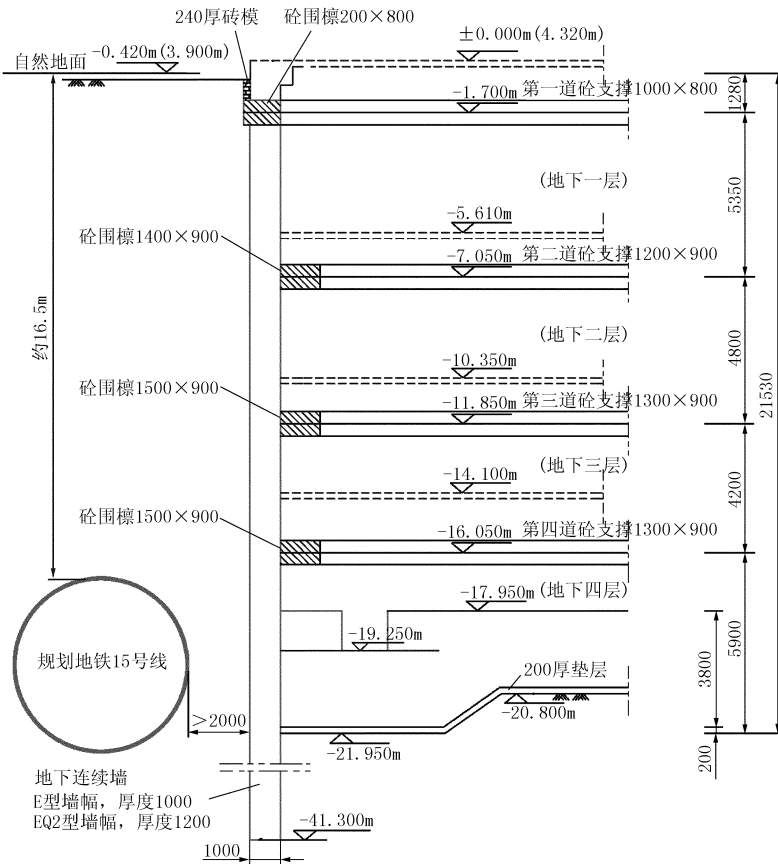 240厚砖模
砼围檩200×800
±0.000m(4.320m)
-0.420m(3.900m)
自然地面
第一道砼支撑1000×800
-1.700m
1280
(地下一层)
5350
-5.610m
砼围檩1400×900
第二道砼支撑1200×900
-7.050m
约16.5m
(地下二层)
4800
21530
-10.350m
砼围檩1500×900
第三道砼支撑1300×900
-11.850m
(地下三层)
-14.100m
4200
砼围檩1500×900
第四道砼支撑1300×900
-16.050m
-17.950m
(地下四层)
-19.250m
5900
规划地铁15号线
200厚垫层
3800
-20.800m
>2000
-21.950m
200
地下连续墙
E型墙幅，厚度1000
EQ2型墙幅，厚度1200
-41.300m
1000